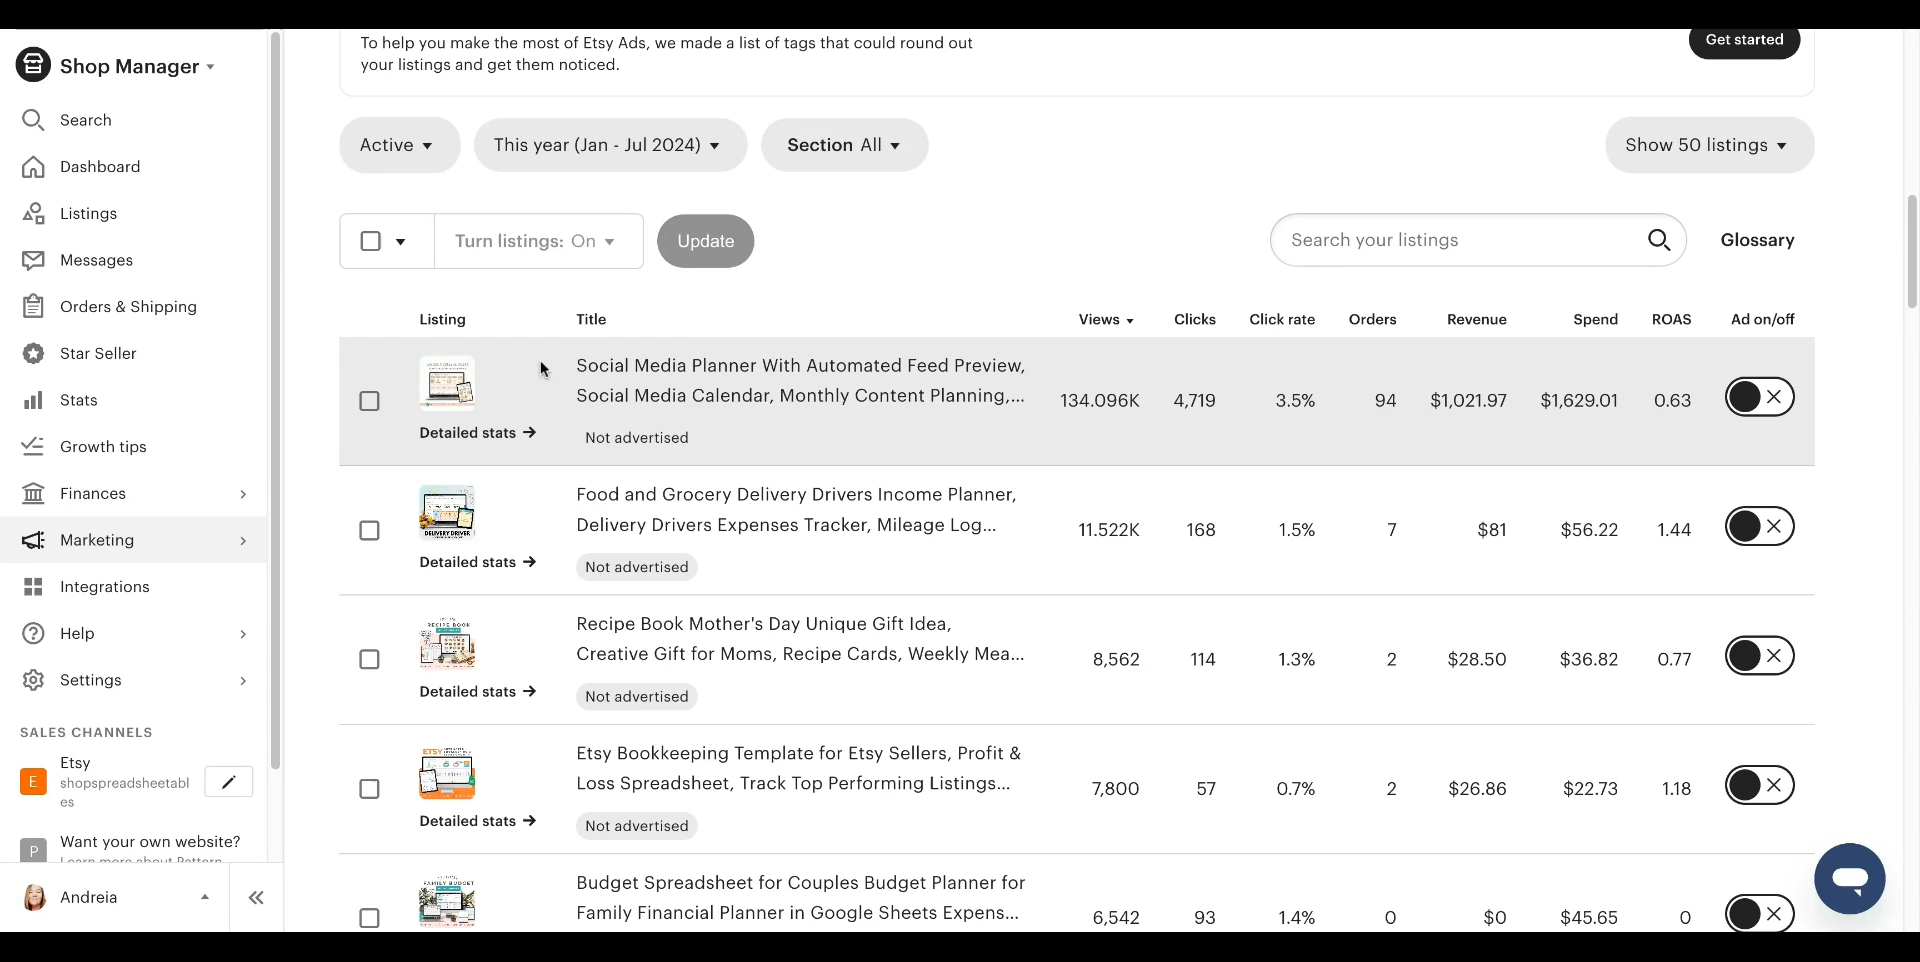 To help you make the most of Etsy Ads, we made a list of tags that could round out
your listings and get them noticed.
Get started
Shop Manager
Search
Dashboard
Listings
Messages
Orders & Shipping
Star Seller
Stats
Growth tips
Finances
Marketing
Integrations
Help
Settings
SALES CHANNELS
E
Etsy
shopspreadsheetabl
es
P
Want your own website?
Learn more about Pattern
Andreia
Active
This year (Jan - Jul 2024)
Section All
Show 50 listings
Turn listings: On
Update
Search your listings
Glossary
Listing Title Views Clicks Click rate Orders Revenue Spend ROAS Ad on/off
Social Media Planner With Automated Feed Preview,
Social Media Calendar, Monthly Content Planning,...
134.096K 4,719 3.5% 94 $1,021.97 $1,629.01 0.63
Detailed stats →
Not advertised
DELIVERY DRIVER
Food and Grocery Delivery Drivers Income Planner,
Delivery Drivers Expenses Tracker, Mileage Log...
11.522K 168 1.5% 7 $81 $56.22 1.44
Detailed stats →
Not advertised
RECIPE BOOK
Recipe Book Mother's Day Unique Gift Idea,
Creative Gift for Moms, Recipe Cards, Weekly Mea...
8,562 114 1.3% 2 $28.50 $36.82 0.77
Detailed stats →
Not advertised
ETSY
Etsy Bookkeeping Template for Etsy Sellers, Profit &
Loss Spreadsheet, Track Top Performing Listings...
7,800 57 0.7% 2 $26.86 $22.73 1.18
Detailed stats →
Not advertised
FAMILY BUDGET
Budget Spreadsheet for Couples Budget Planner for
Family Financial Planner in Google Sheets Expens...
6,542 93 1.4% 0 $0 $45.65 0